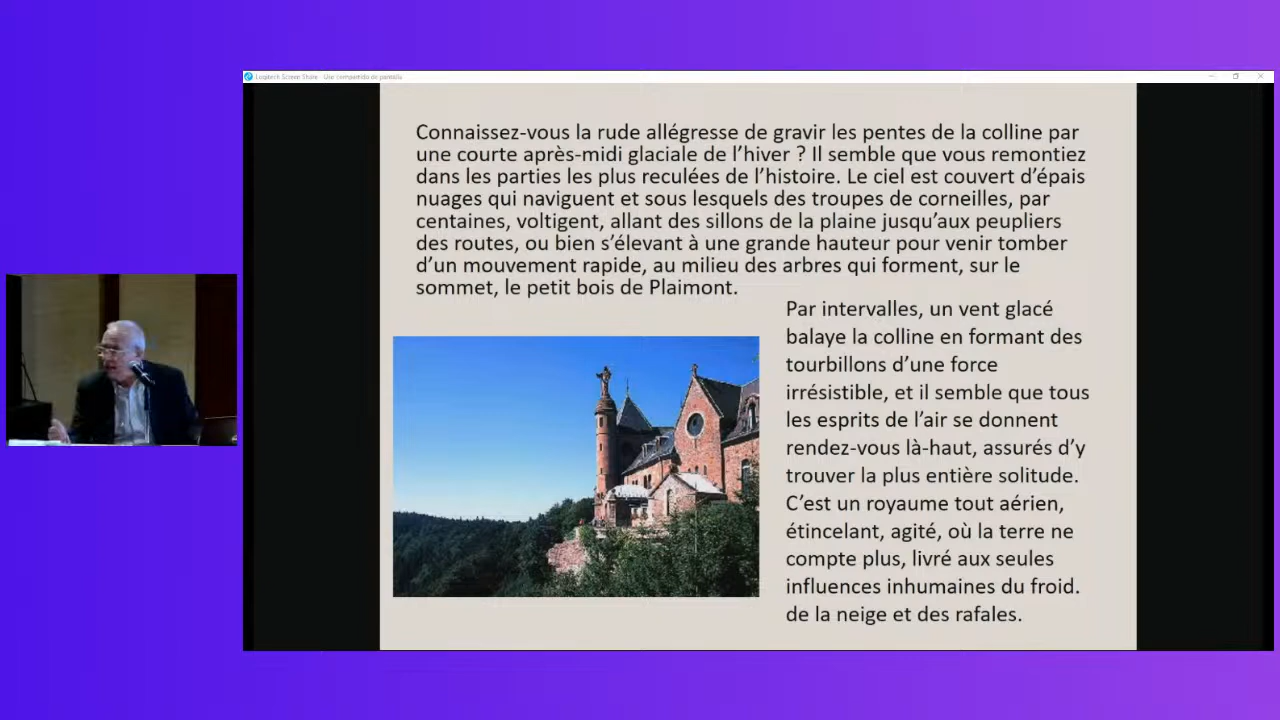 Logitech Screen Share - Use compartido de pantalla
Connaissez-vous la rude allégresse de gravir les pentes de la colline par
une courte après-midi glaciale de l’hiver ? Il semble que vous remontiez
dans les parties les plus reculées de l’histoire. Le ciel est couvert d’épais
nuages qui naviguent et sous lesquels des troupes de corneilles, par
centaines, voltigent, allant des sillons de la plaine jusqu’aux peupliers
des routes, ou bien s’élevant à une grande hauteur pour venir tomber
d’un mouvement rapide, au milieu des arbres qui forment, sur le
sommet, le petit bois de Plaimont.
Par intervalles, un vent glacé
balaye la colline en formant des
tourbillons d’une force
irrésistible, et il semble que tous
les esprits de l’air se donnent
rendez-vous là-haut, assurés d’y
trouver la plus entière solitude.
C’est un royaume tout aérien,
étincelant, agité, où la terre ne
compte plus, livré aux seules
influences inhumaines du froid.
de la neige et des rafales.